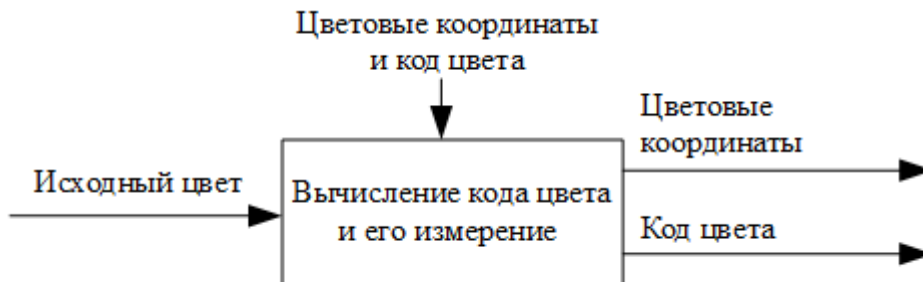 Цветовые координаты
и код цвета
Цветовые
координаты
Исходный цвет
Вычисление кода цвета
и его измерение
Код цвета